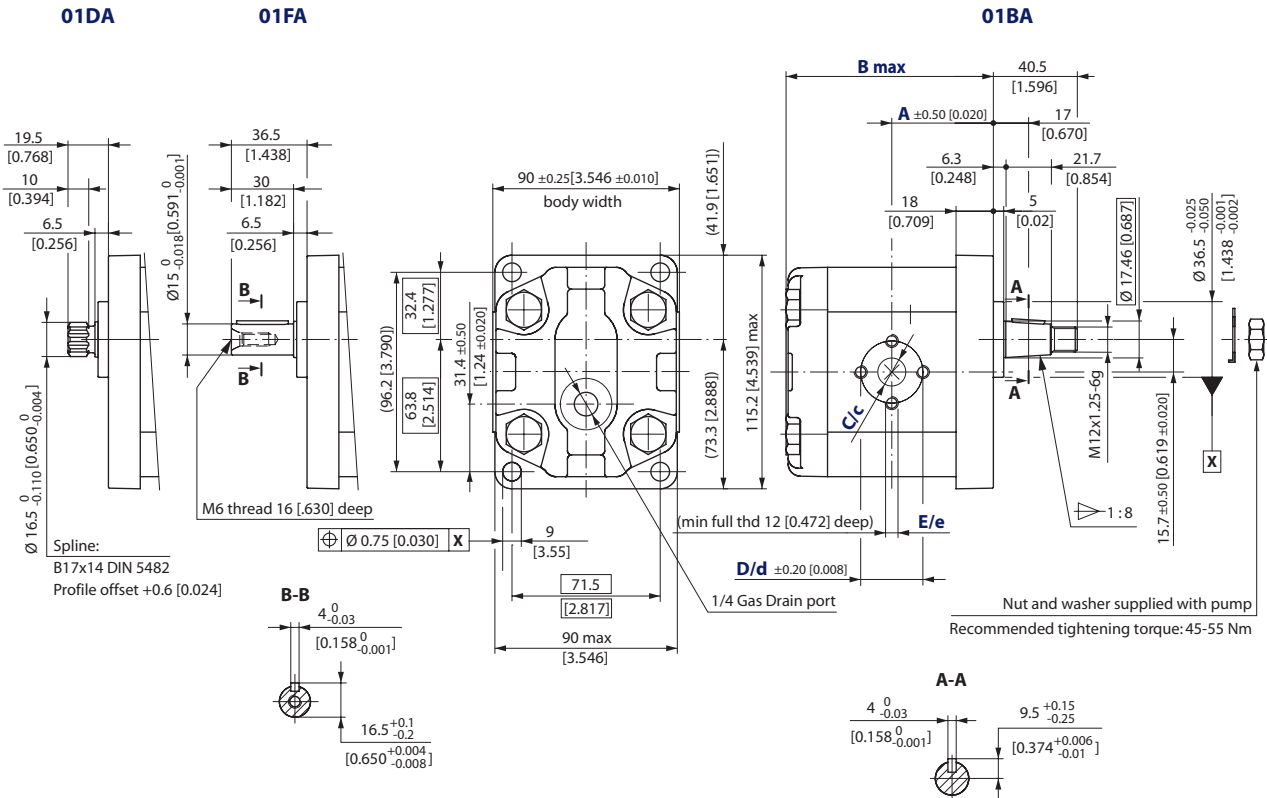 01DA
01FA
01BA
19.5
[0.768]
10
[0.394]
6.5
[0.256]
Ø 16.5 0 -0.110 [0.650 0 -0.004]
Spline:
B17x14 DIN 5482
Profile offset +0.6 [0.024]
36.5
[1.438]
30
[1.182]
6.5
[0.256]
Ø15 0 -0.018 [0.591 0 -0.001]
B
B
M6 thread 16 [.630] deep
B-B
4 0 -0.03
[0.158 0 -0.001]
16.5 +0.1 -0.2
[0.650 +0.004 -0.008]
90 ±0.25[3.546 ±0.010]
body width
(41.9 [1.651])
(96.2 [3.790])
32.4
[1.277]
63.8
[2.514]
31.4 ±0.50
[1.24 ±0.020]
115.2 [4.539] max
(73.3 [2.888])
Ø 0.75 [0.030] X
9
[3.55]
71.5
[2.817]
90 max
[3.546]
1/4 Gas Drain port
B max
40.5
[1.596]
A ±0.50 [0.020]
17
[0.670]
6.3
[0.248]
21.7
[0.854]
18
[0.709]
5
[0.02]
Ø 17.46 [0.687]
Ø 36.5 -0.025 -0.050
[1.438 -0.001 -0.002]
A
A
C/c
M12x1.25-6g
15.7 ±0.50 [0.619 ±0.020]
X
1 : 8
(min full thd 12 [0.472] deep)
E/e
D/d ±0.20 [0.008]
Nut and washer supplied with pump
Recommended tightening torque: 45-55 Nm
A-A
4 0 -0.03
[0.158 0 -0.001]
9.5 +0.15 -0.25
[0.374 +0.006 -0.01]